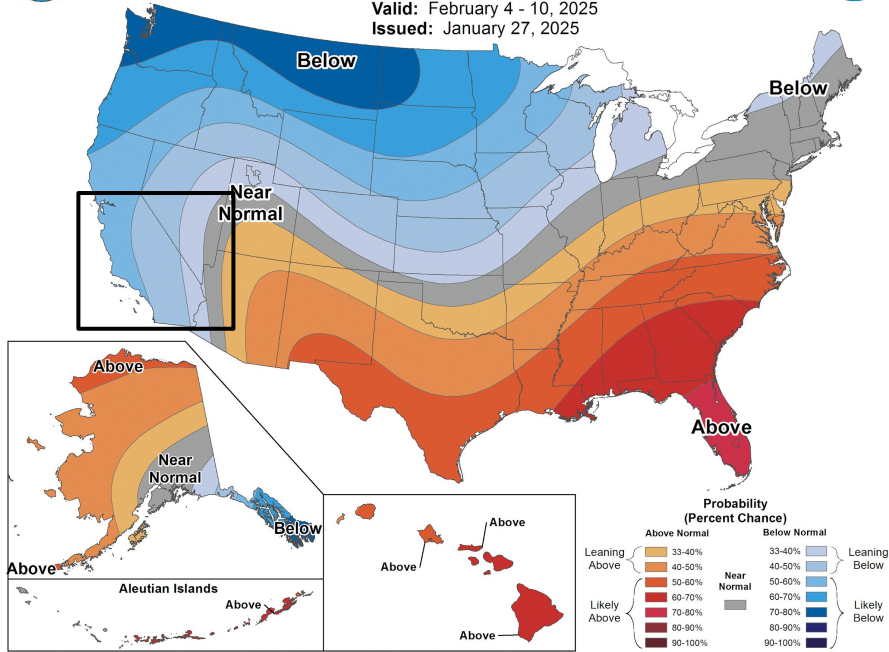 Valid: February 4 - 10, 2025
Issued: January 27, 2025
Below
Below
Near
Normal
Above
Above
Near
Normal
Below
Above
Aleutian Islands
Above
Above
Above
Above
Probability
(Percent Chance)
Above Normal
Below Normal
Leaning
Above
33-40%
40-50%
Likely
Above
50-60%
60-70%
70-80%
80-90%
90-100%
Near
Normal
33-40%
40-50%
Leaning
Below
50-60%
60-70%
70-80%
80-90%
90-100%
Likely
Below